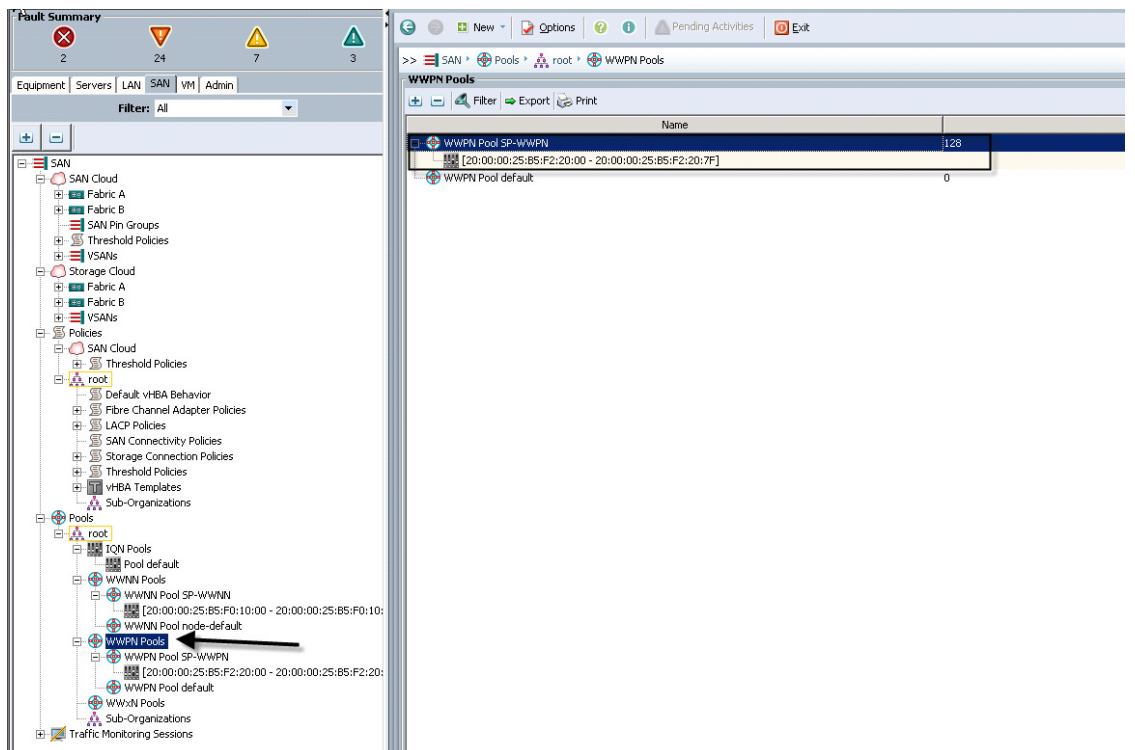 Fault Summary
2 24 7 3
Equipment Servers LAN SAN VM Admin
Filter: All
SAN
SAN Cloud
Fabric A
Fabric B
SAN Pin Groups
Threshold Policies
VSANs
Storage Cloud
Fabric A
Fabric B
VSANs
Policies
SAN Cloud
Threshold Policies
root
Default vHBA Behavior
Fibre Channel Adapter Policies
LACP Policies
SAN Connectivity Policies
Storage Connection Policies
Threshold Policies
vHBA Templates
Sub-Organizations
Pools
root
IQN Pools
Pool default
WWNN Pools
WWNN Pool SP-WWNN
[20:00:00:25:B5:F0:10:00 - 20:00:00:25:B5:F0:10:
WWNN Pool node-default
WWPN Pools
WWPN Pool SP-WWPN
[20:00:00:25:B5:F2:20:00 - 20:00:00:25:B5:F2:20:
WWPN Pool default
WWxN Pools
Sub-Organizations
Traffic Monitoring Sessions
New Options Pending Activities Exit
>> SAN Pools root WWPN Pools
WWPN Pools
Filter Export Print
Name
WWPN Pool SP-WWPN 128
[20:00:00:25:B5:F2:20:00 - 20:00:00:25:B5:F2:20:7F]
WWPN Pool default 0